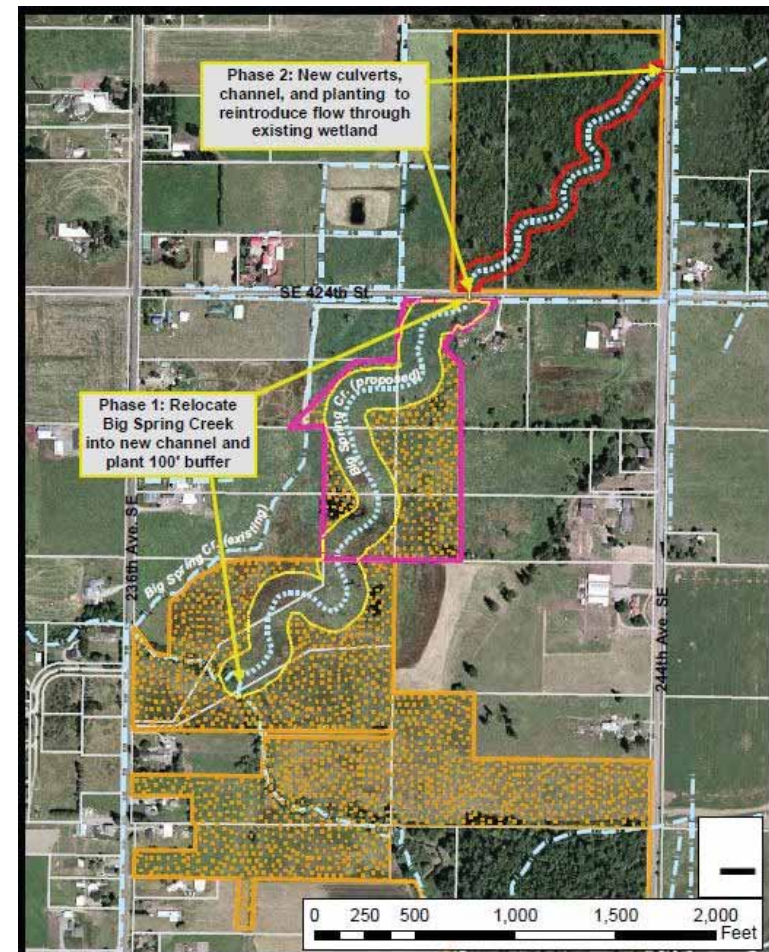 Phase 2: New culverts,
channel, and planting to
reintroduce flow through
existing wetland
SE 424th St.
Big Spring Cr. (proposed)
Phase 1: Relocate
Big Spring Creek
into new channel and
plant 100' buffer
Big Spring Cr. (existing)
236th Ave. SE
244th Ave. SE
0 250 500 1,000 1,500 2,000
Feet